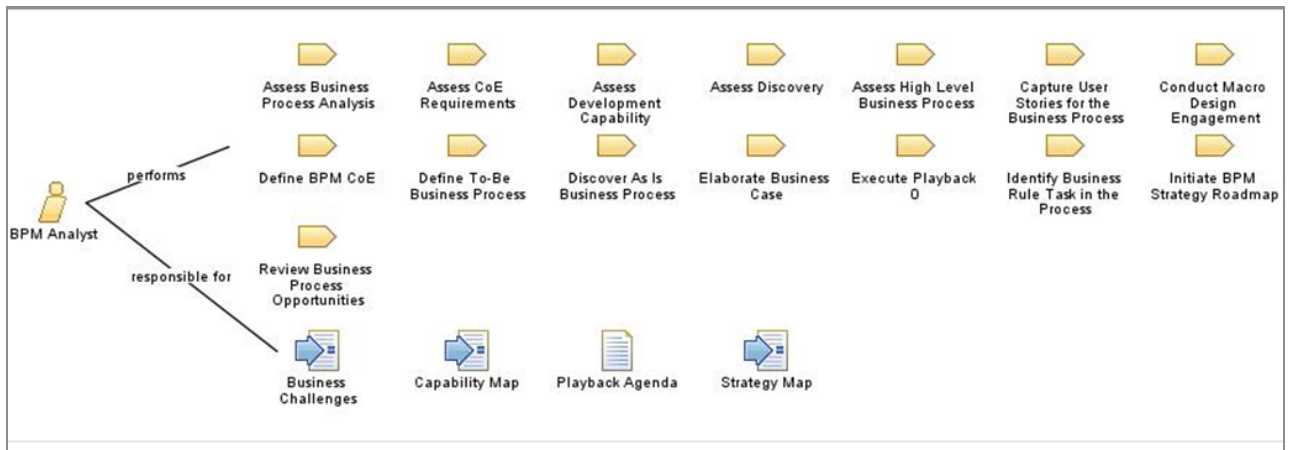 Assess Business
Process Analysis
Assess CoE
Requirements
Assess
Development
Capability
Assess Discovery
Assess High Level
Business Process
Capture User
Stories for the
Business Process
Conduct Macro
Design
Engagement
performs
Define BPM CoE
Define To-Be
Business Process
Discover As Is
Business Process
Elaborate Business
Case
Execute Playback
0
Identify Business
Rule Task in the
Process
Initiate BPM
Strategy Roadmap
BPM Analyst
responsible for
Review Business
Process
Opportunities
Business
Challenges
Capability Map
Playback Agenda
Strategy Map